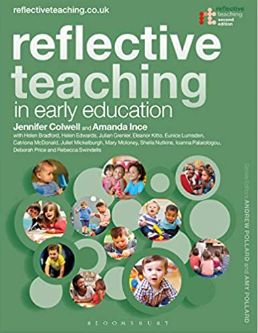 reflectiveteaching.co.uk
reflective
teaching
second
edition
reflective
teaching
in early education
Jennifer Colwell and Amanda Ince
with Helen Bradford, Helen Edwards, Julian Grenier, Eleanor Kitto, Eunice Lumsden,
Catriona McDonald, Juliet Mickelburgh, Mary Moloney, Sheila Nutkins, Ioanna Palaiologou,
Deborah Price and Rebecca Swindells
Series Editors: ANDREW POLLARD and AMY POLLARD
BLOOMSBURY